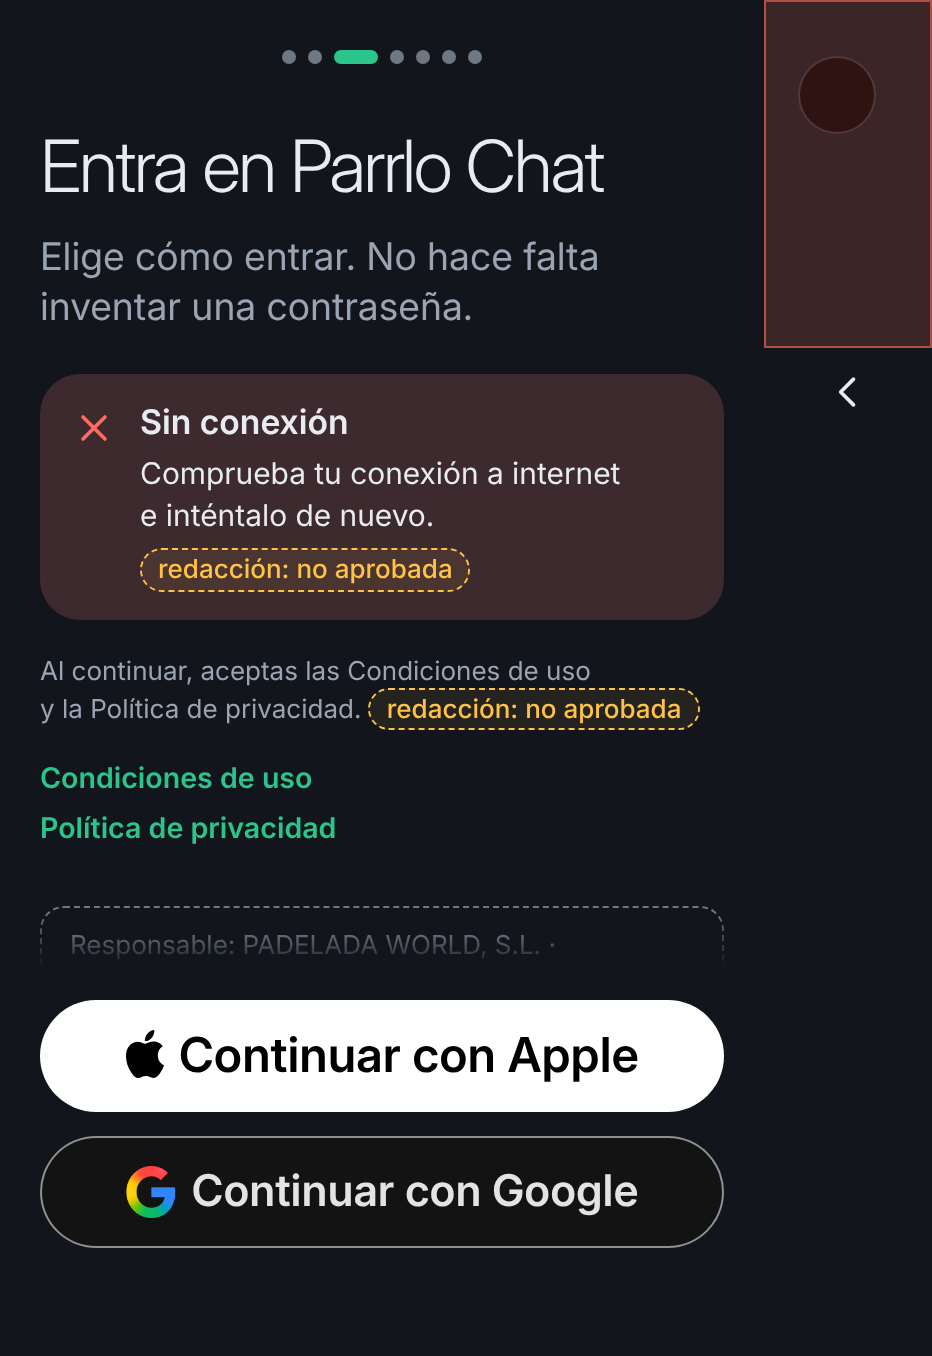 Entra en Parrlo Chat
Elige cómo entrar. No hace falta
inventar una contraseña.
Sin conexión
Comprueba tu conexión a internet
e inténtalo de nuevo.
redacción: no aprobada
Al continuar, aceptas las Condiciones de uso
y la Política de privacidad. redacción: no aprobada
Condiciones de uso
Política de privacidad
Responsable: PADELADA WORLD, S.L. ·
Continuar con Apple
Continuar con Google